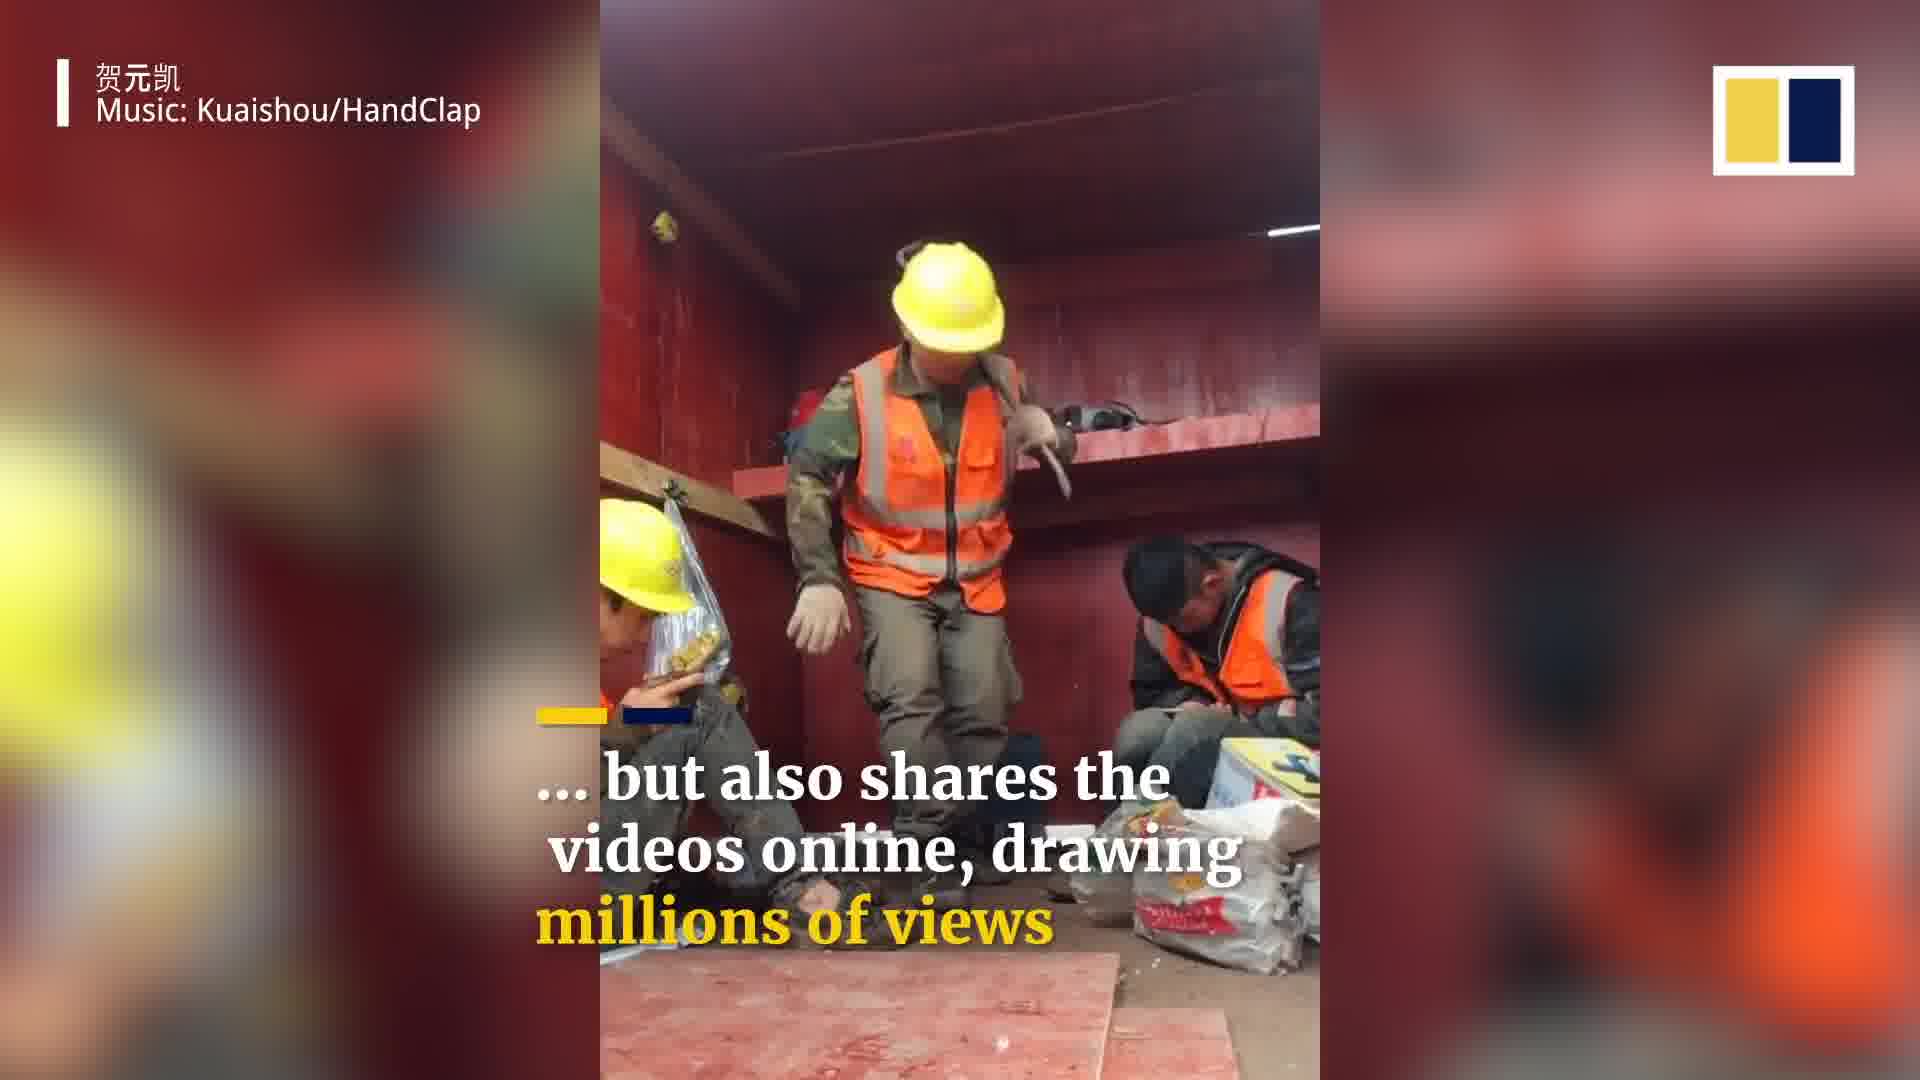 贺元凯
Music: Kuaishou/HandClap
... but also shares the
videos online, drawing
millions of views